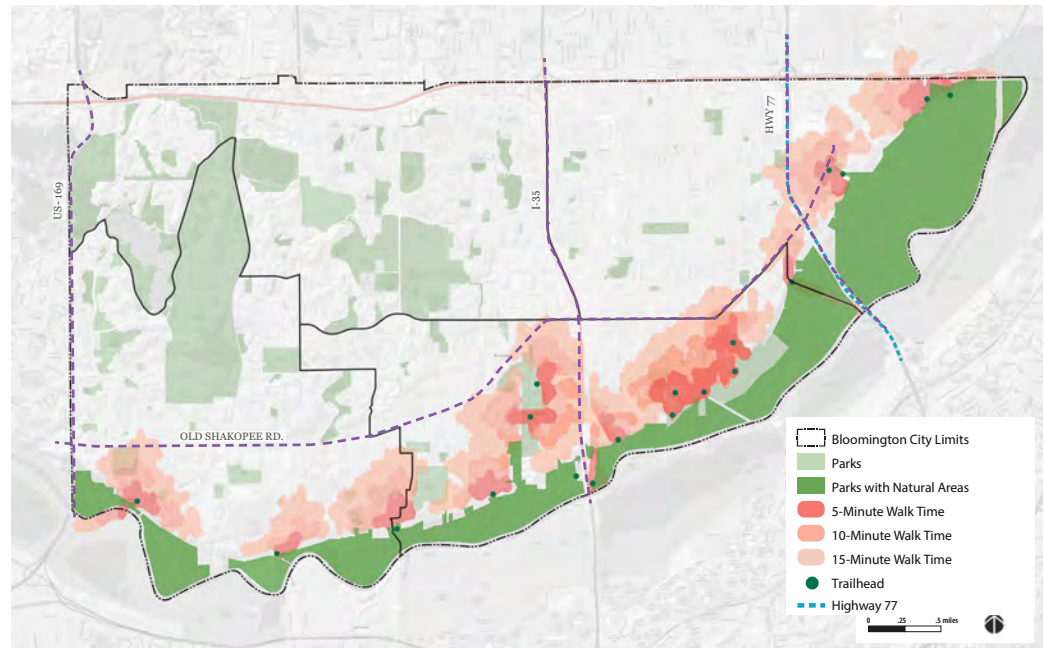 US-169
I-35
HWY 77
OLD SHAKOPEE RD.
Bloomington City Limits
Parks
Parks with Natural Areas
5-Minute Walk Time
10-Minute Walk Time
15-Minute Walk Time
Trailhead
Highway 77
0 .25 .5 miles